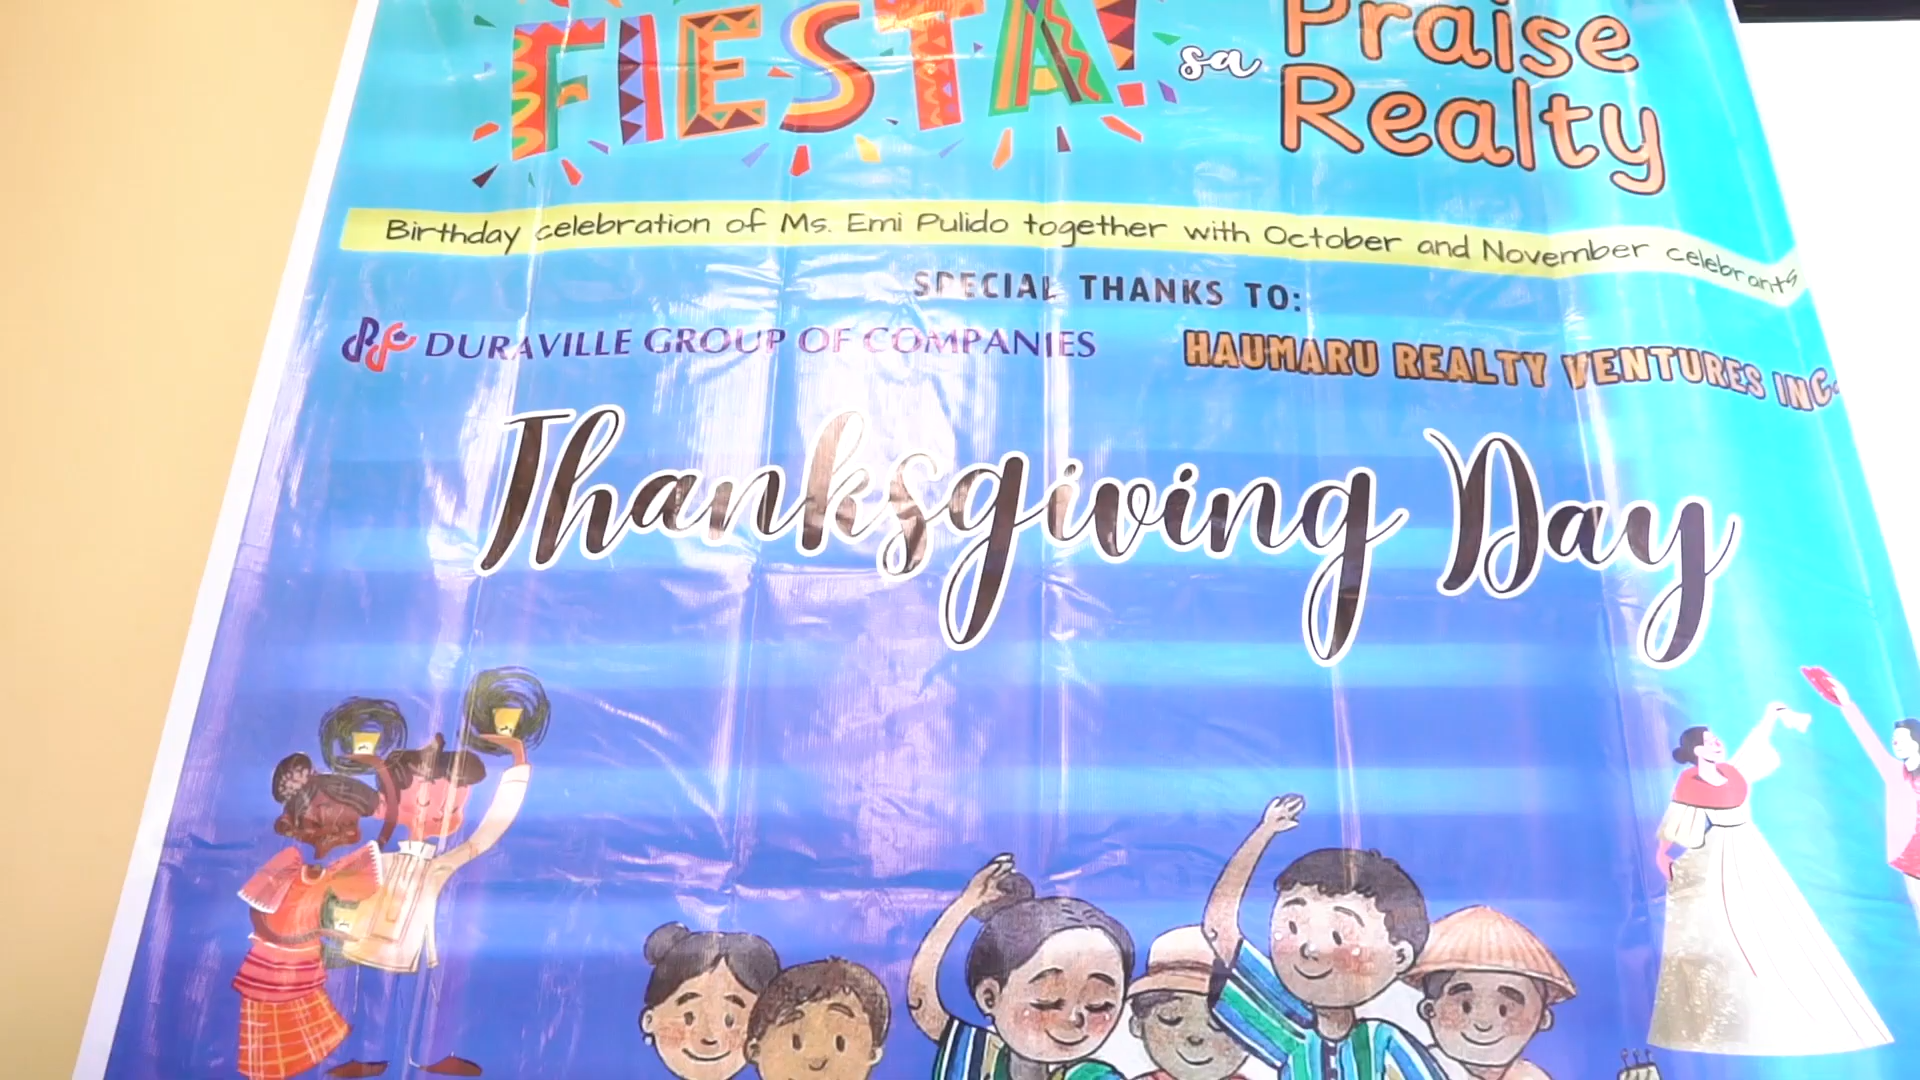 FIESTA! sa Praise Realty
Birthday celebration of Ms. Emi Pulido together with October and November celebrants
SPECIAL THANKS TO:
DURAVILLE GROUP OF COMPANIES
HAUMARU REALTY VENTURES INC.
Thanksgiving Day